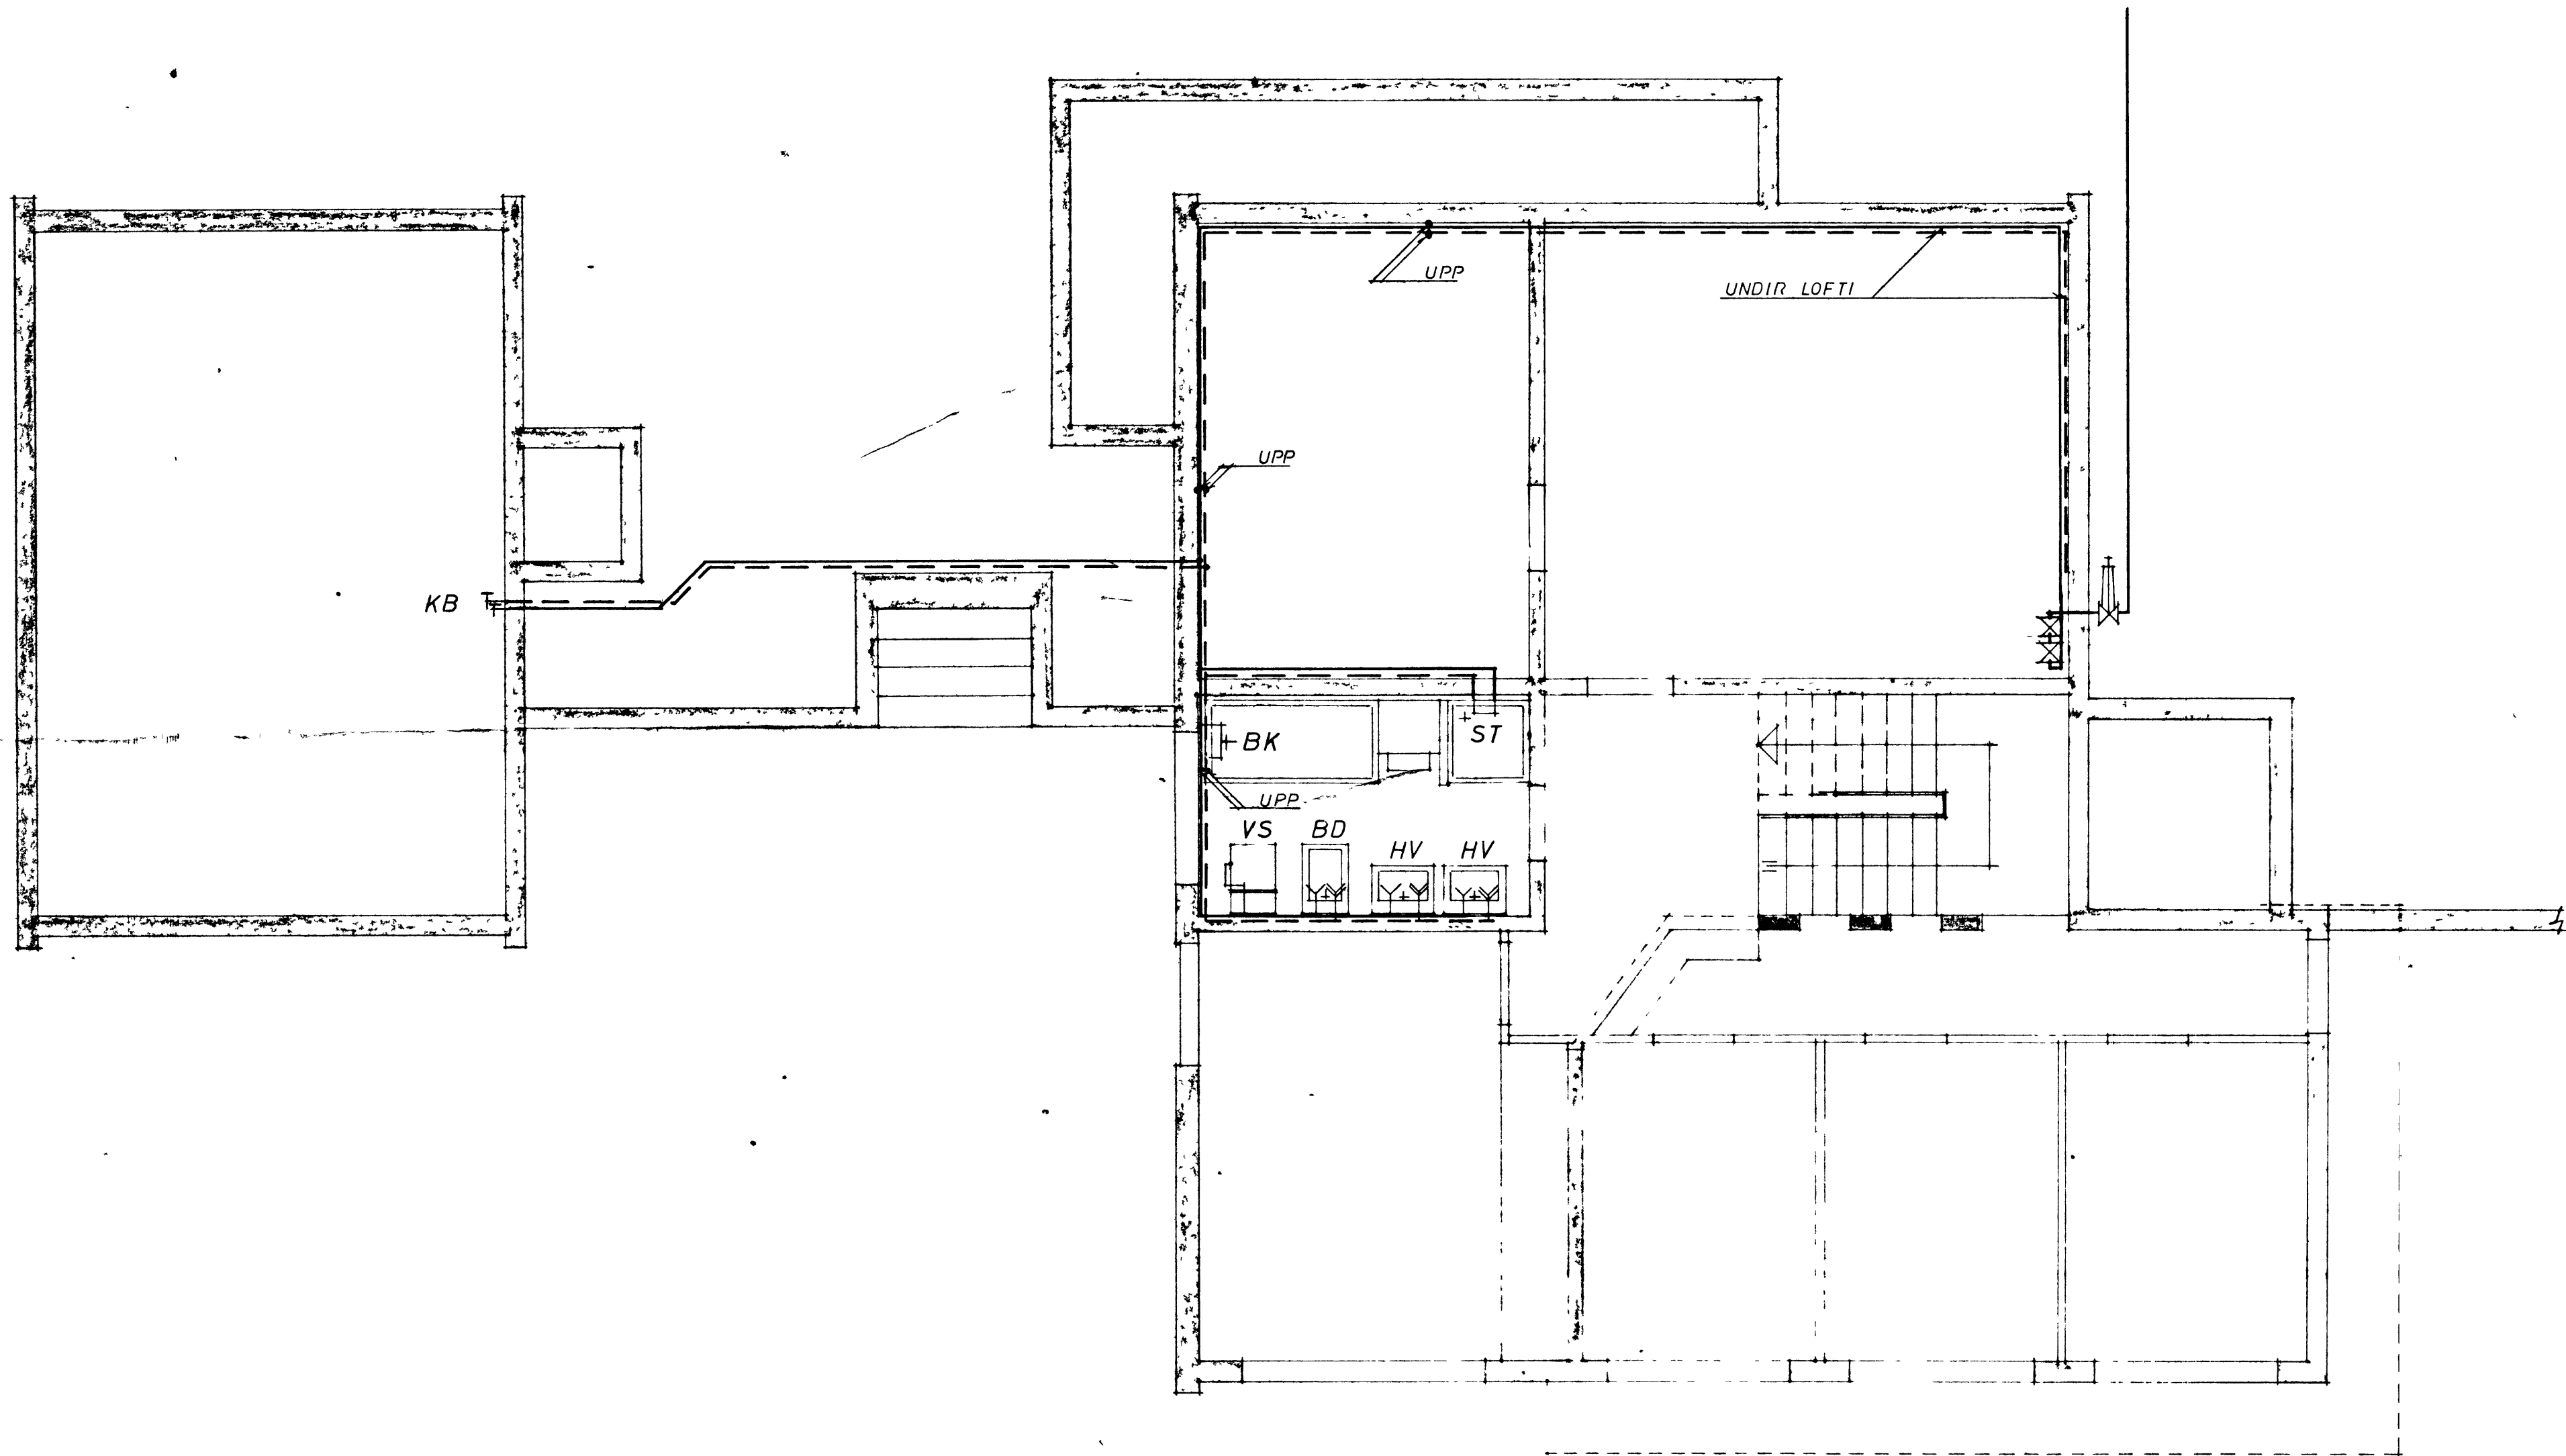 UPP
UNDIR LOFTI
UPP
KB
BK
ST
UPP
VS BD HV HV